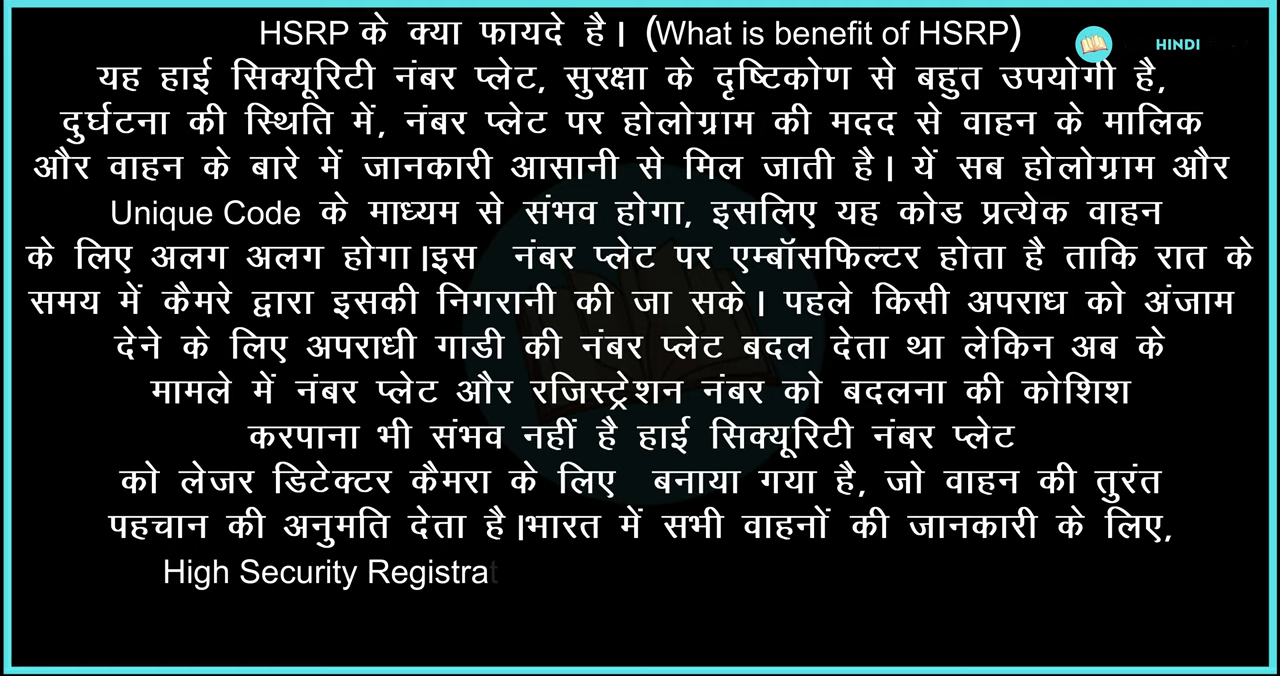 HSRP के क्या फायदे है। (What is benefit of HSRP)
HINDI
यह हाई सिक्यूरिटी नंबर प्लेट, सुरक्षा के दृष्टिकोण से बहुत उपयोगी है,
दुर्घटना की स्थिति में, नंबर प्लेट पर होलोग्राम की मदद से वाहन के मालिक
और वाहन के बारे में जानकारी आसानी से मिल जाती है। यें सब होलोग्राम और
Unique Code के माध्यम से संभव होगा, इसलिए यह कोड प्रत्येक वाहन
के लिए अलग अलग होगा।इस नंबर प्लेट पर एम्बॉसफिल्टर होता है ताकि रात के
समय में कैमरे द्वारा इसकी निगरानी की जा सके। पहले किसी अपराध को अंजाम
देने के लिए अपराधी गाडी की नंबर प्लेट बदल देता था लेकिन अब के
मामले में नंबर प्लेट और रजिस्ट्रेशन नंबर को बदलना की कोशिश
करपाना भी संभव नहीं है हाई सिक्यूरिटी नंबर प्लेट
को लेजर डिटेक्टर कैमरा के लिए बनाया गया है, जो वाहन की तुरंत
पहचान की अनुमति देता है।भारत में सभी वाहनों की जानकारी के लिए,
High Security Registrat